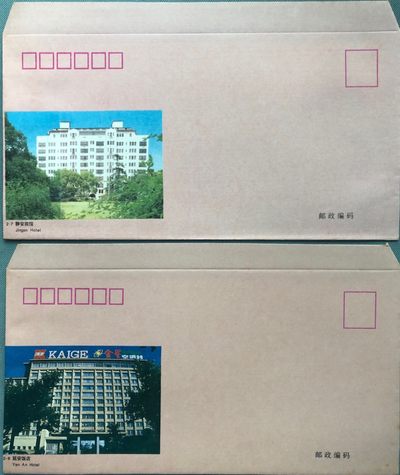 2-7 静安宾馆
Jingan Hotel
邮政编码
KAIGE
2-8 延安饭店
Yan An Hotel
邮政编码